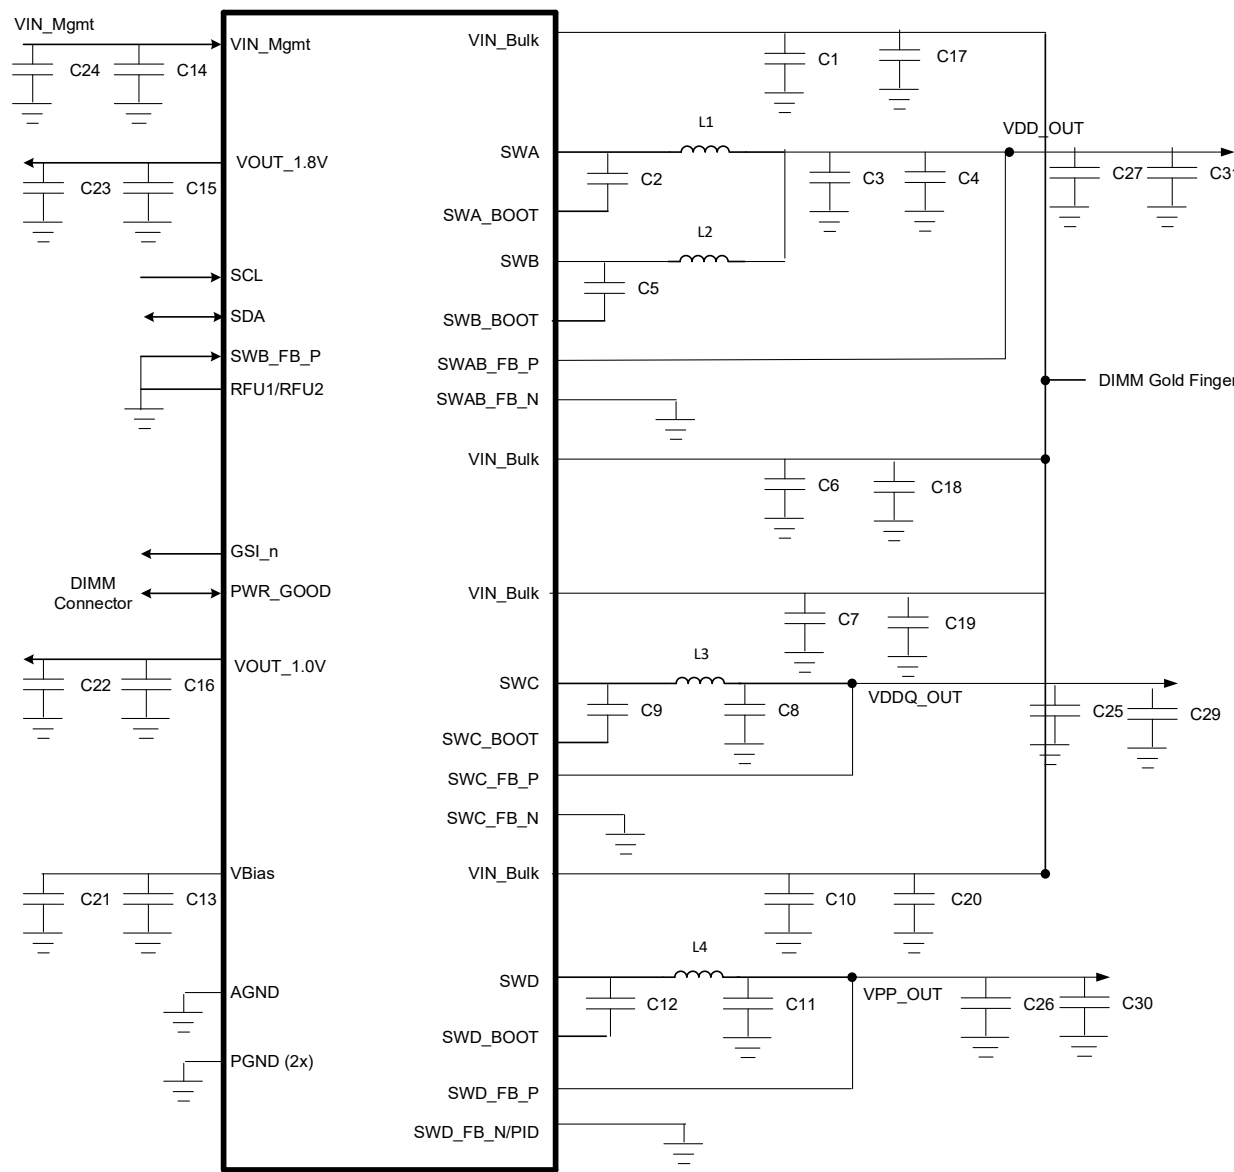 VIN_Mgmt
VIN_Mgmt
VIN_Bulk
C24
C14
C1
C17
L1
VDD_OUT
SWA
VOUT_1.8V
C23
C15
C2
C3
C4
C27
C31
SWA_BOOT
L2
SWB
SCL
C5
SDA
SWB_BOOT
SWB_FB_P
SWAB_FB_P
RFU1/RFU2
DIMM Gold Finger
SWAB_FB_N
VIN_Bulk
C6
C18
GSI_n
DIMM
Connector
PWR_GOOD
VIN_Bulk
C7
C19
VOUT_1.0V
L3
C22
C16
SWC
VDDQ_OUT
C9
C8
C25
C29
SWC_BOOT
SWC_FB_P
SWC_FB_N
VBias
VIN_Bulk
C21
C13
C10
C20
L4
SWD
AGND
VPP_OUT
C12
C11
C26
C30
SWD_BOOT
PGND (2x)
SWD_FB_P
SWD_FB_N/PID